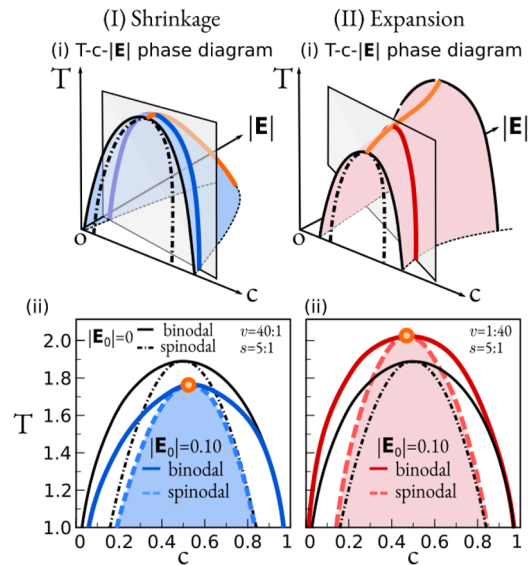 (I) Shrinkage
(II) Expansion
(i) T-c-|E| phase diagram
(i) T-c-|E| phase diagram
T
|E|
o
c
T
|E|
o
c
(ii)
|E₀|=0
binodal
spinodal
v=40:1
s=5:1
|E₀|=0.10
binodal
spinodal
T
2.0
1.8
1.6
1.4
1.2
1.0
0 0.2 0.4 0.6 0.8 1
c
(ii)
v=1:40
s=5:1
|E₀|=0.10
binodal
spinodal
0 0.2 0.4 0.6 0.8 1
c